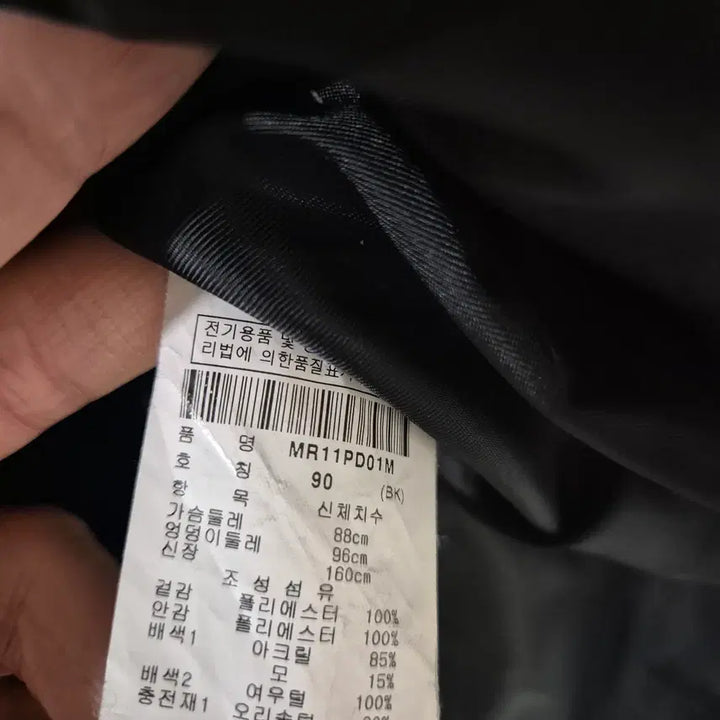 전기용품 및
리법에 의한품질표
품 명 MR11PD01M
호 칭 90 (BK)
항 목 신체치수
가슴둘레 88cm
엉덩이둘레 96cm
신장 160cm
조 성 섬 유
겉감 폴리에스터 100%
안감 폴리에스터 100%
배색1 아크릴 85%
모 15%
배색2 여우털 100%
충전재1 오리솜털